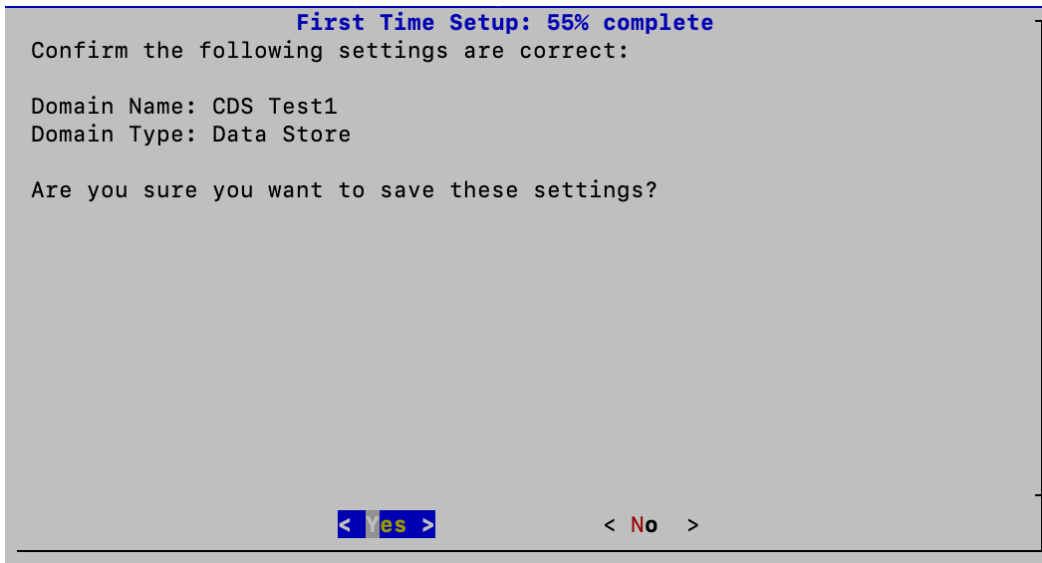 First Time Setup: 55% complete
Confirm the following settings are correct:
Domain Name: CDS Test1
Domain Type: Data Store
Are you sure you want to save these settings?
< Yes > < No >